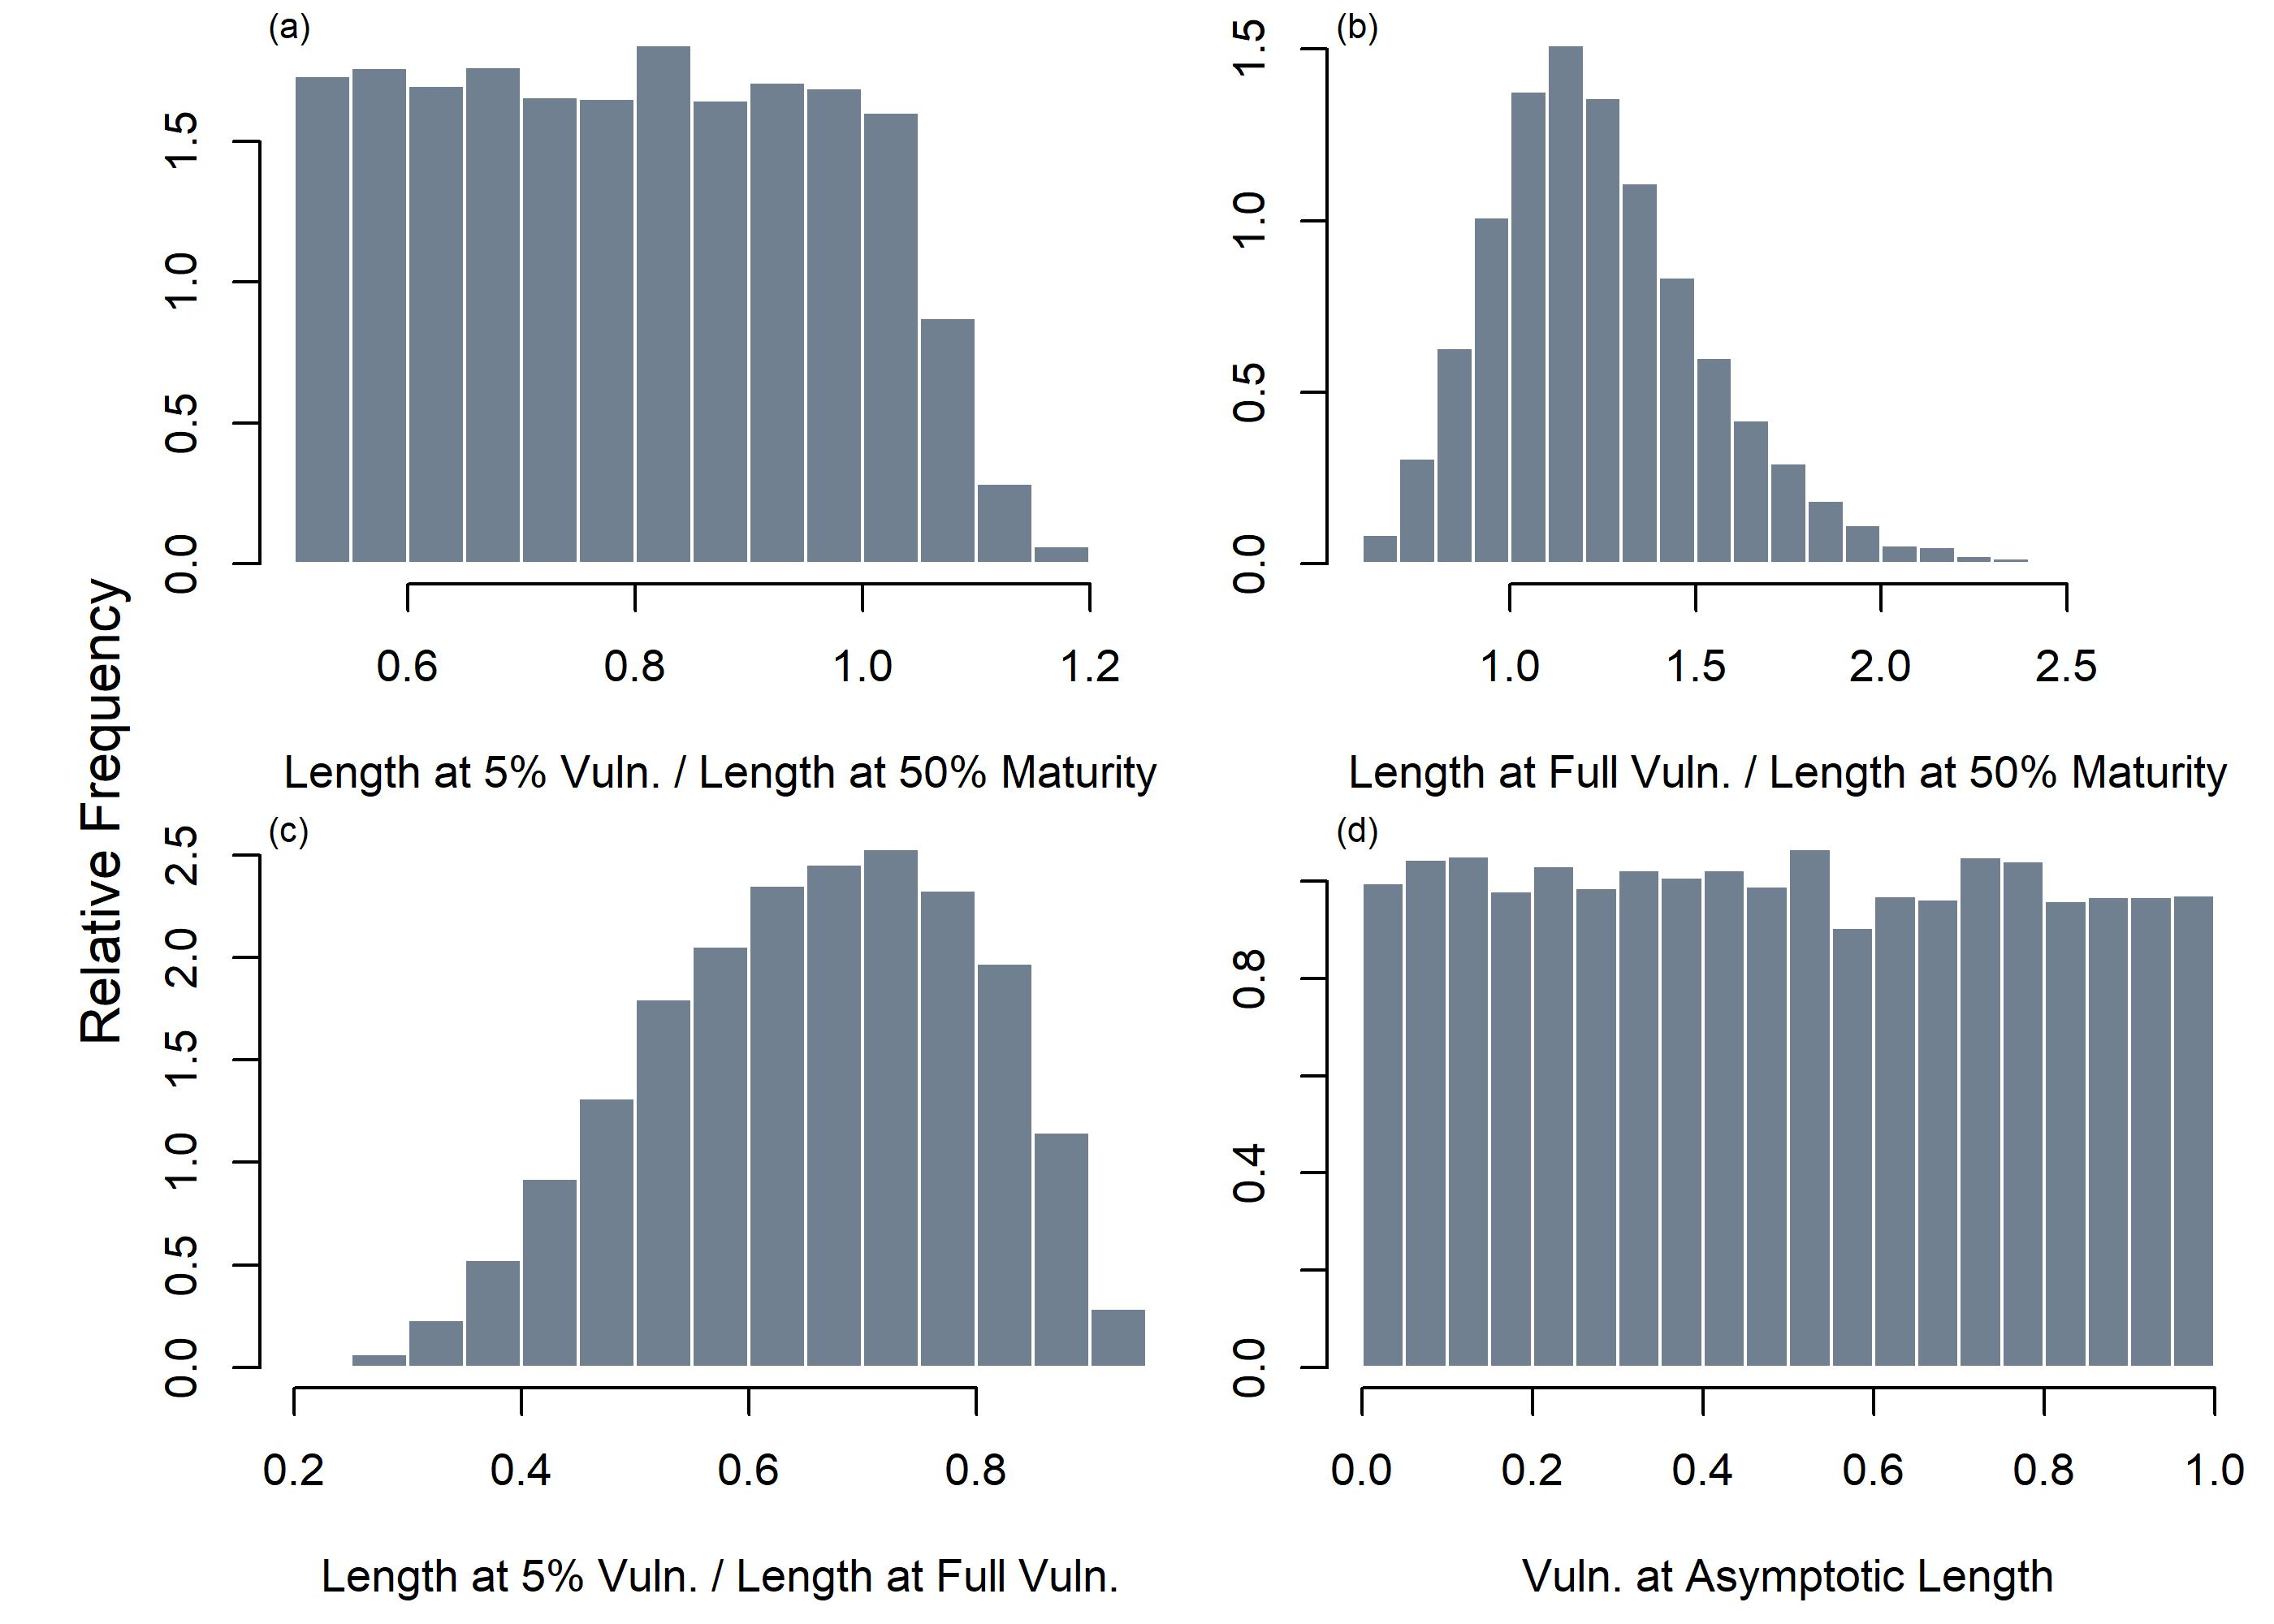 Relative Frequency
(a)
0.0 0.5 1.0 1.5
0.6 0.8 1.0 1.2
Length at 5% Vuln. / Length at 50% Maturity
(b)
0.0 0.5 1.0 1.5
1.0 1.5 2.0 2.5
Length at Full Vuln. / Length at 50% Maturity
(c)
0.0 0.5 1.0 1.5 2.0 2.5
0.2 0.4 0.6 0.8
Length at 5% Vuln. / Length at Full Vuln.
(d)
0.0 0.4 0.8
0.0 0.2 0.4 0.6 0.8 1.0
Vuln. at Asymptotic Length